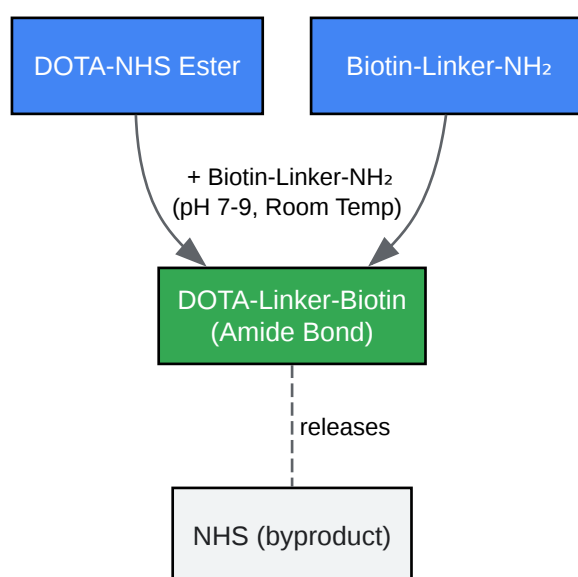 DOTA-NHS Ester
Biotin-Linker-NH₂
+ Biotin-Linker-NH₂
(pH 7-9, Room Temp)
DOTA-Linker-Biotin
(Amide Bond)
releases
NHS (byproduct)